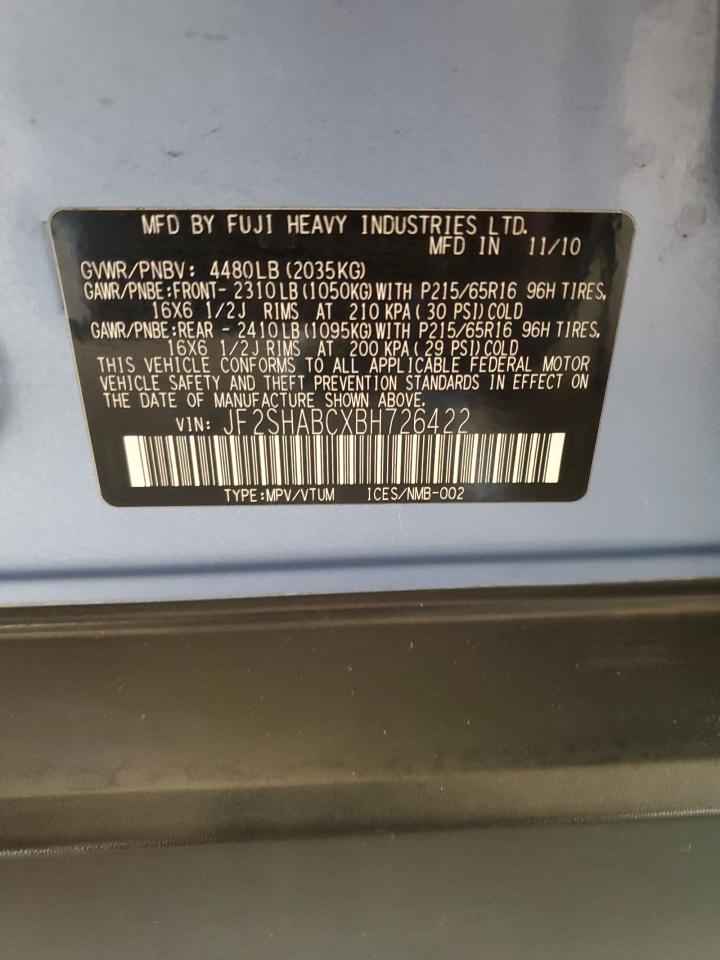 MFD BY FUJI HEAVY INDUSTRIES LTD.
MFD IN 11/10
GVWR/PNBV: 4480LB(2035KG)
GAWR/PNBE:FRONT- 2310LB(1050KG)WITH P215/65R16 96H TIRES,
16X6 1/2J RIMS AT 210 KPA( 30 PSI)COLD
GAWR/PNBE:REAR - 2410LB(1095KG)WITH P215/65R16 96H TIRES,
16X6 1/2J RIMS AT 200 KPA( 29 PSI)COLD
THIS VEHICLE CONFORMS TO ALL APPLICABLE FEDERAL MOTOR
VEHICLE SAFETY AND THEFT PREVENTION STANDARDS IN EFFECT ON
THE DATE OF MANUFACTURE SHOWN ABOVE.
VIN: JF2SHABCXBH726422
TYPE:MPV/VTUM ICES/NMB-002